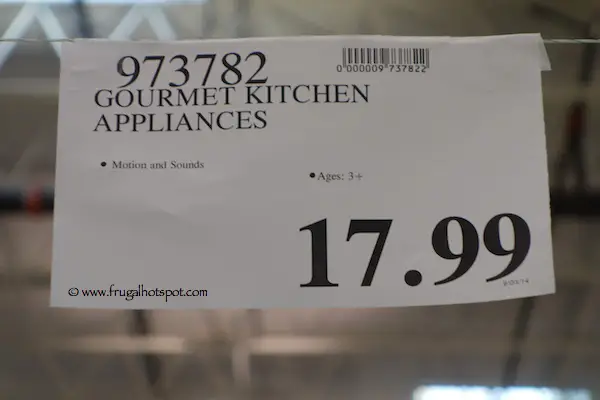 973782
0 000009 737822
GOURMET KITCHEN
APPLIANCES
• Motion and Sounds
• Ages: 3+
17.99
© www.frugalhotspot.com